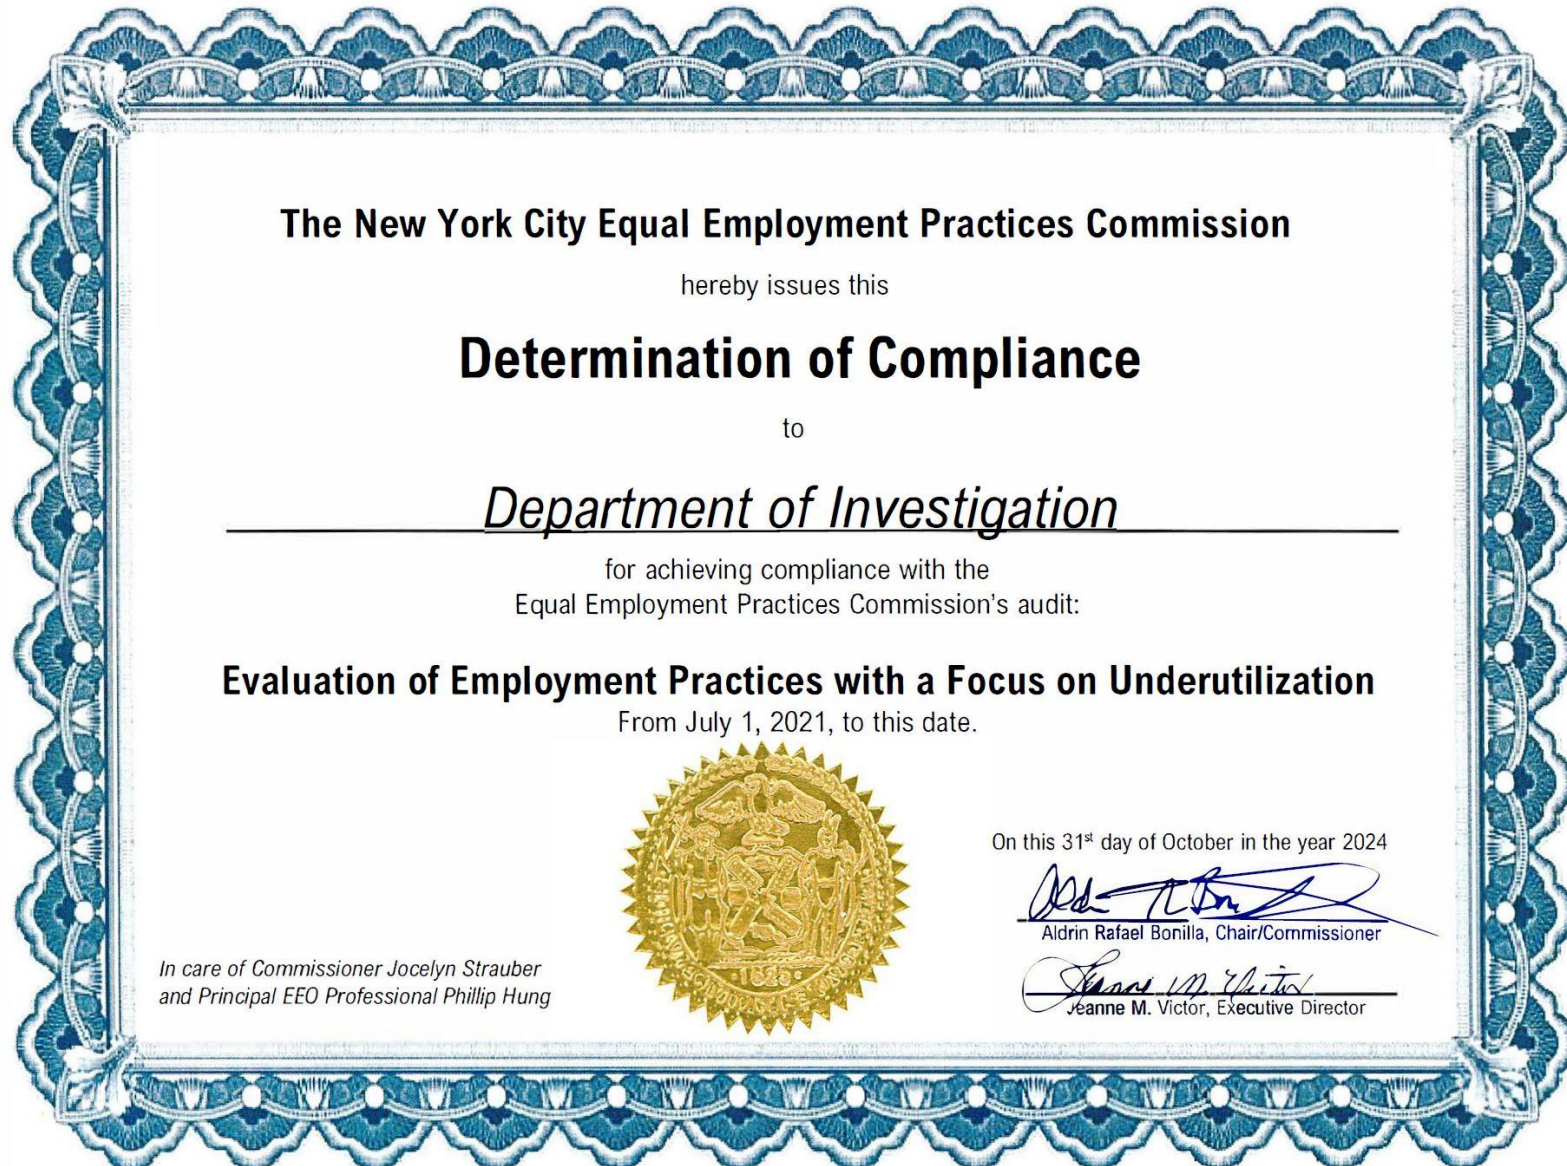 The New York City Equal Employment Practices Commission
hereby issues this
Determination of Compliance
to
Department of Investigation
for achieving compliance with the
Equal Employment Practices Commission’s audit:
Evaluation of Employment Practices with a Focus on Underutilization
From July 1, 2021, to this date.
On this 31st day of October in the year 2024
Aldrin Rafael Bonilla, Chair/Commissioner
Jeanne M. Victor
Jeanne M. Victor, Executive Director
In care of Commissioner Jocelyn Strauber
and Principal EEO Professional Phillip Hung